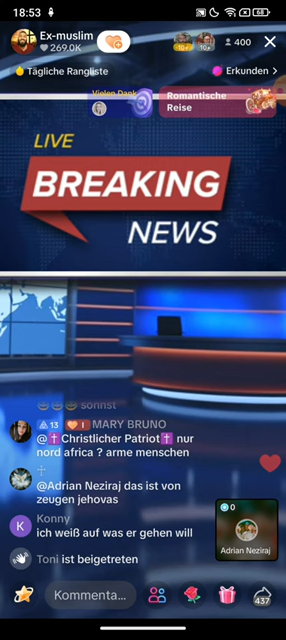 18:53
68
Ex-muslim
269.0K
10+
10+
400
Tägliche Rangliste
Erkunden
Vielen Dank
Romantische
Reise
LIVE
BREAKING
NEWS
sonnst
13
1
MARY BRUNO
@✝️Christlicher Patriot✝️ nur
nord africa ? arme menschen
@Adrian Neziraj das ist von
zeugen jehovas
K
Konny
ich weiß auf was er gehen will
0
Adrian Neziraj
Toni ist beigetreten
Kommenta...
437